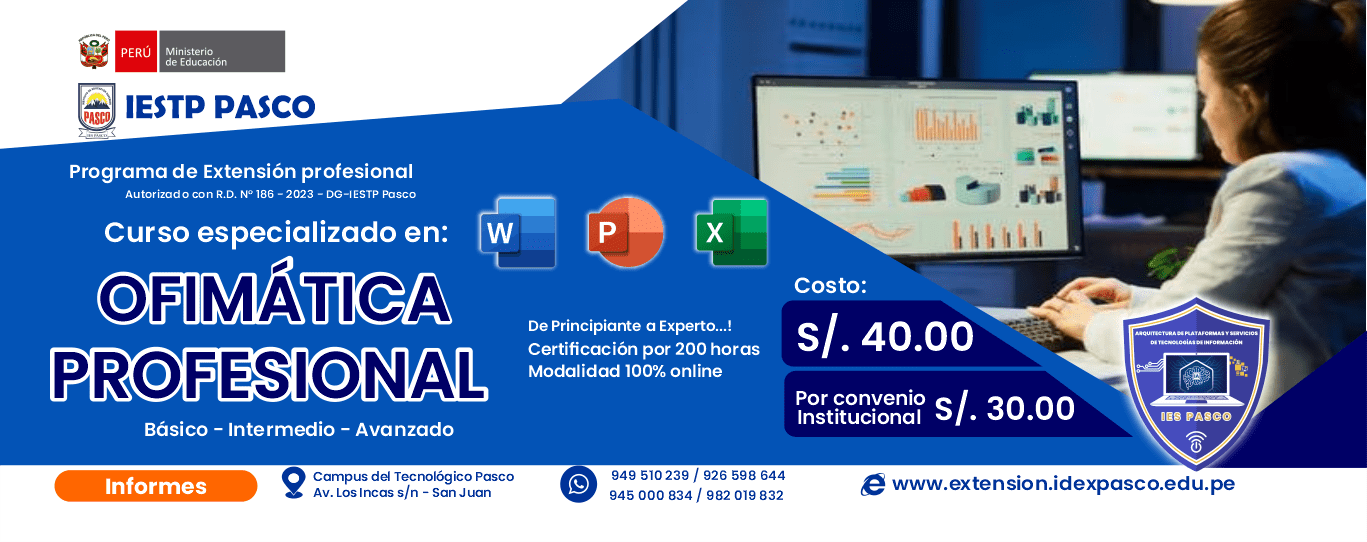 PERÚ
Ministerio
de Educación
PASCO
IESTP PASCO
Programa de Extensión profesional
Autorizado con R.D. Nº 186 - 2023 - DG-IESTP Pasco
Curso especializado en:
OFIMÁTICA
PROFESIONAL
Básico - Intermedio - Avanzado
W
P
X
De Principiante a Experto...!
Certificación por 200 horas
Modalidad 100% online
Costo:
S/. 40.00
Por convenio
Institucional
S/. 30.00
ARQUITECTURA DE PLATAFORMAS Y SERVICIOS
DE TECNOLOGÍAS DE INFORMACIÓN
IES PASCO
Informes
Campus del Tecnológico Pasco
Av. Los Incas s/n - San Juan
949 510 239 / 926 598 644
945 000 834 / 982 019 832
www.extension.idexpasco.edu.pe